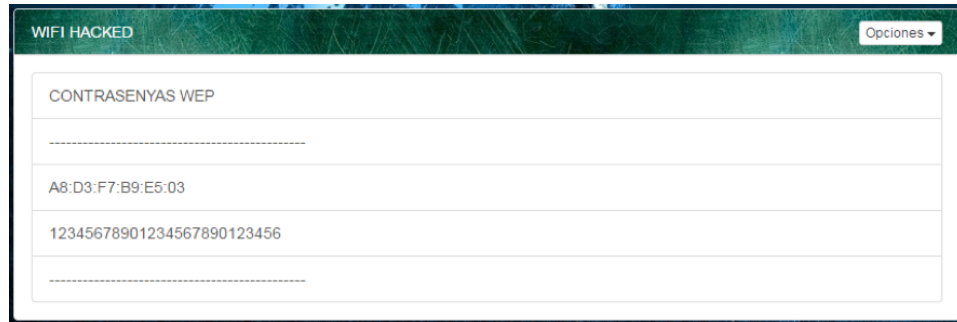 WIFI HACKED
Opciones
CONTRASENYAS WEP
----------------------------------------------
A8:D3:F7:B9:E5:03
12345678901234567890123456
----------------------------------------------